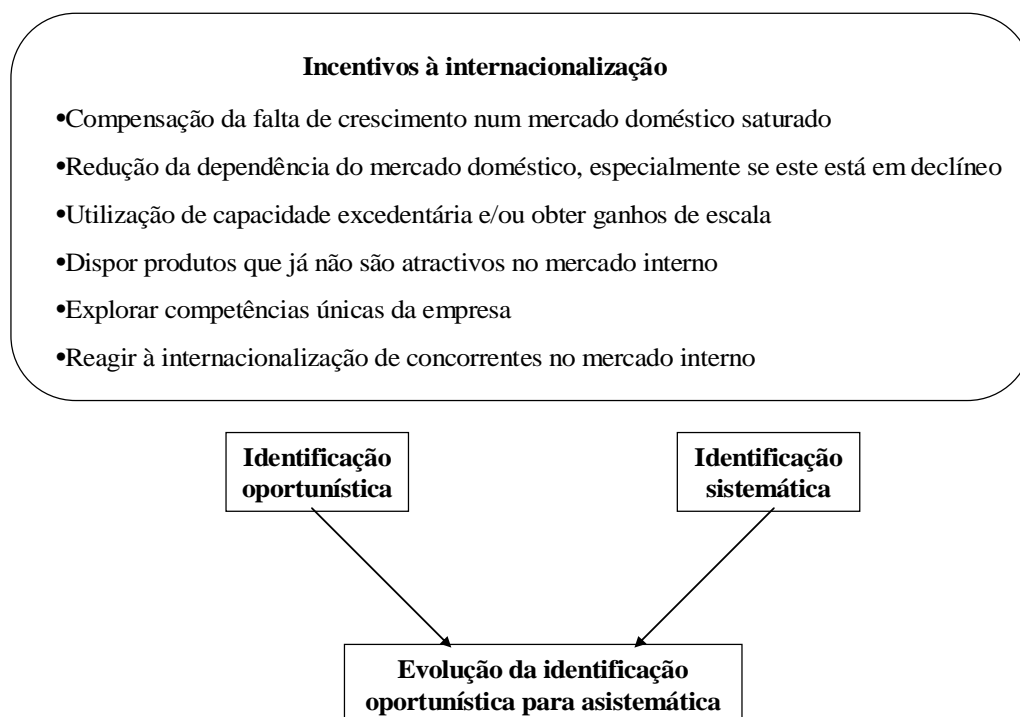 Incentivos à internacionalização
•Compensação da falta de crescimento num mercado doméstico saturado
•Redução da dependência do mercado doméstico, especialmente se este está em declíneo
•Utilização de capacidade excedentária e/ou obter ganhos de escala
•Dispor produtos que já não são atractivos no mercado interno
•Explorar competências únicas da empresa
•Reagir à internacionalização de concorrentes no mercado interno
Identificação
oportunística
Identificação
sistemática
Evolução da identificação
oportunística para asistemática